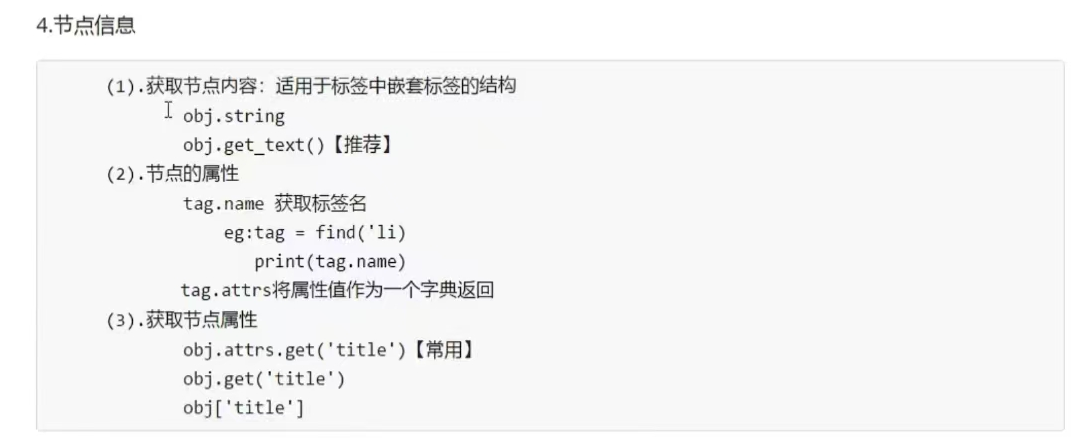 4.节点信息
(1).获取节点内容：适用于标签中嵌套标签的结构
obj.string
obj.get_text()【推荐】
(2).节点的属性
tag.name 获取标签名
eg:tag = find('li)
print(tag.name)
tag.attrs将属性值作为一个字典返回
(3).获取节点属性
obj.attrs.get('title')【常用】
obj.get('title')
obj['title']